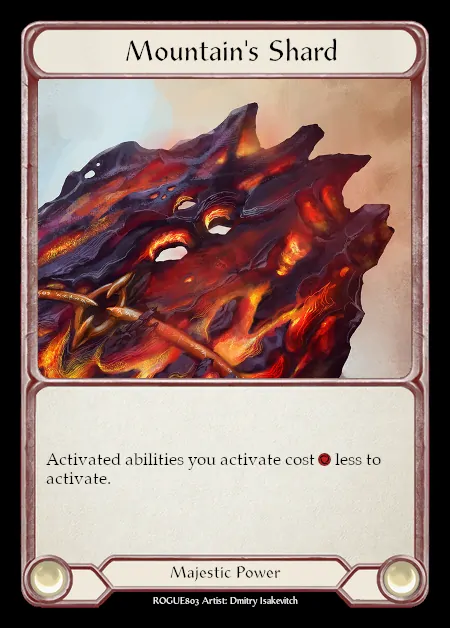 Mountain's Shard
Activated abilities you activate cost less to
activate.
Majestic Power
ROGUE803 Artist: Dmitry Isakevitch